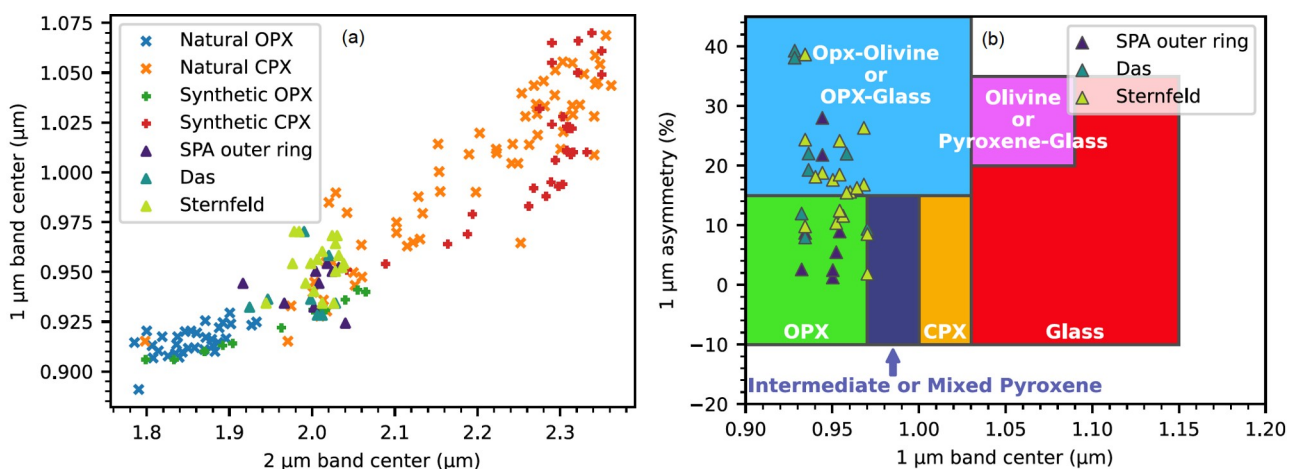 (a)
Natural OPX
Natural CPX
Synthetic OPX
Synthetic CPX
SPA outer ring
Das
Sternfeld
1.075
1.050
1.025
1.000
0.975
0.950
0.925
0.900
1 μm band center (μm)
1.8
1.9
2.0
2.1
2.2
2.3
2 μm band center (μm)
(b)
SPA outer ring
Das
Sternfeld
Opx-Olivine
or
OPX-Glass
Olivine
or
Pyroxene-Glass
OPX
CPX
Glass
Intermediate or Mixed Pyroxene
40
30
20
10
0
−10
−20
1 μm asymmetry (%)
0.90
0.95
1.00
1.05
1.10
1.15
1.20
1 μm band center (μm)